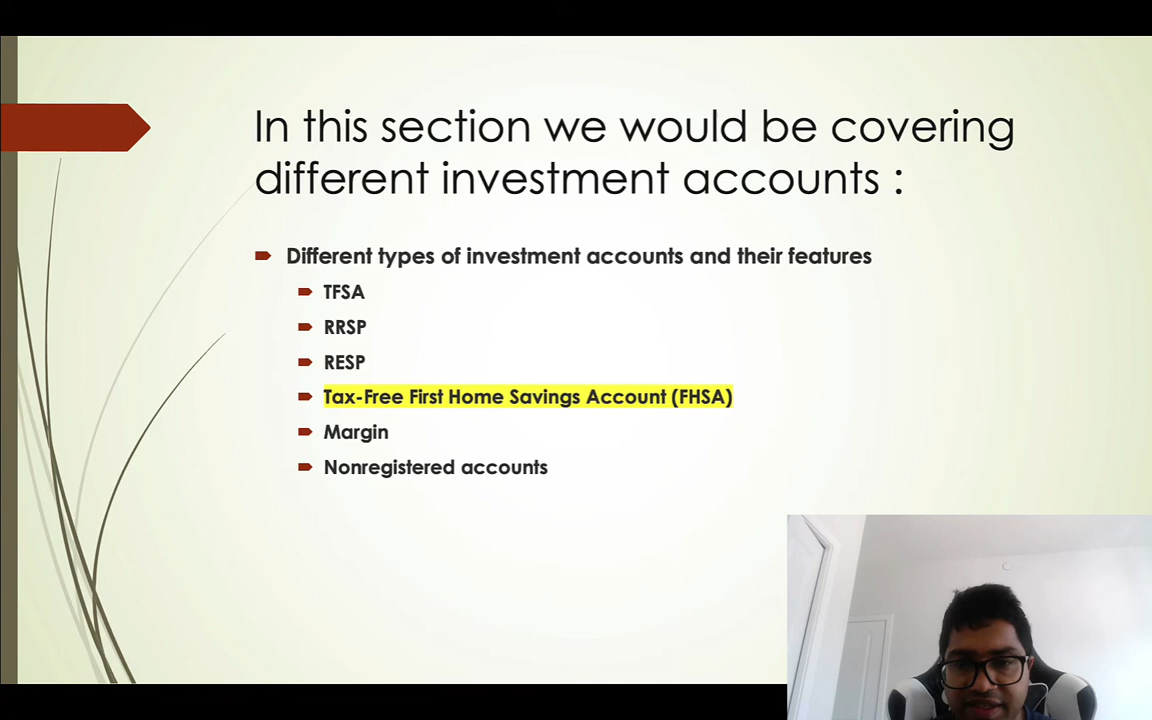 In this section we would be covering
different investment accounts :
Different types of investment accounts and their features
TFSA
RRSP
RESP
Tax-Free First Home Savings Account (FHSA)
Margin
Nonregistered accounts